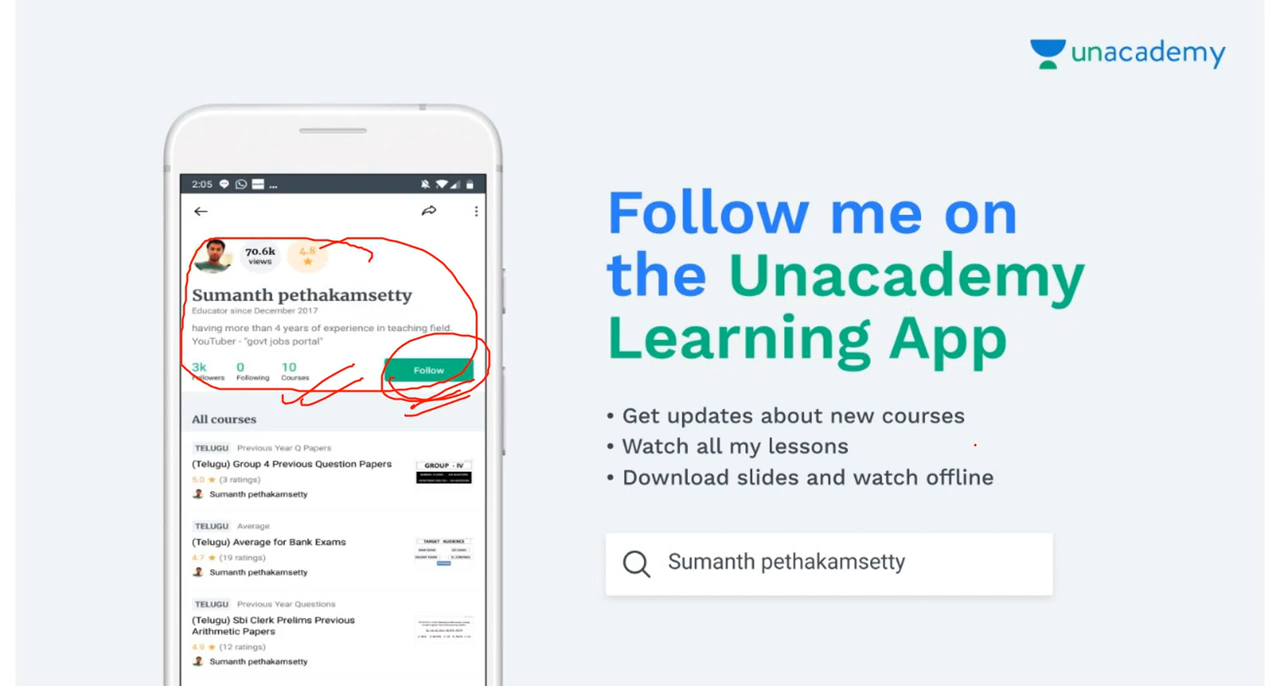 unacademy
2:05 ...
70.6k
views
4.8
Sumanth pethakamsetty
Educator since December 2017
having more than 4 years of experience in teaching field.
YouTuber - "govt jobs portal"
3k
Followers
0
Following
10
Courses
Follow
All courses
TELUGU Previous Year Q Papers
(Telugu) Group 4 Previous Question Papers
5.0 ★ (3 ratings)
Sumanth pethakamsetty
GROUP - IV
TELUGU Average
(Telugu) Average for Bank Exams
4.7 ★ (19 ratings)
Sumanth pethakamsetty
TARGET AUDIENCE
TELUGU Previous Year Questions
(Telugu) Sbi Clerk Prelims Previous
Arithmetic Papers
4.9 ★ (12 ratings)
Sumanth pethakamsetty
Follow me on
the Unacademy
Learning App
• Get updates about new courses
• Watch all my lessons
• Download slides and watch offline
Sumanth pethakamsetty